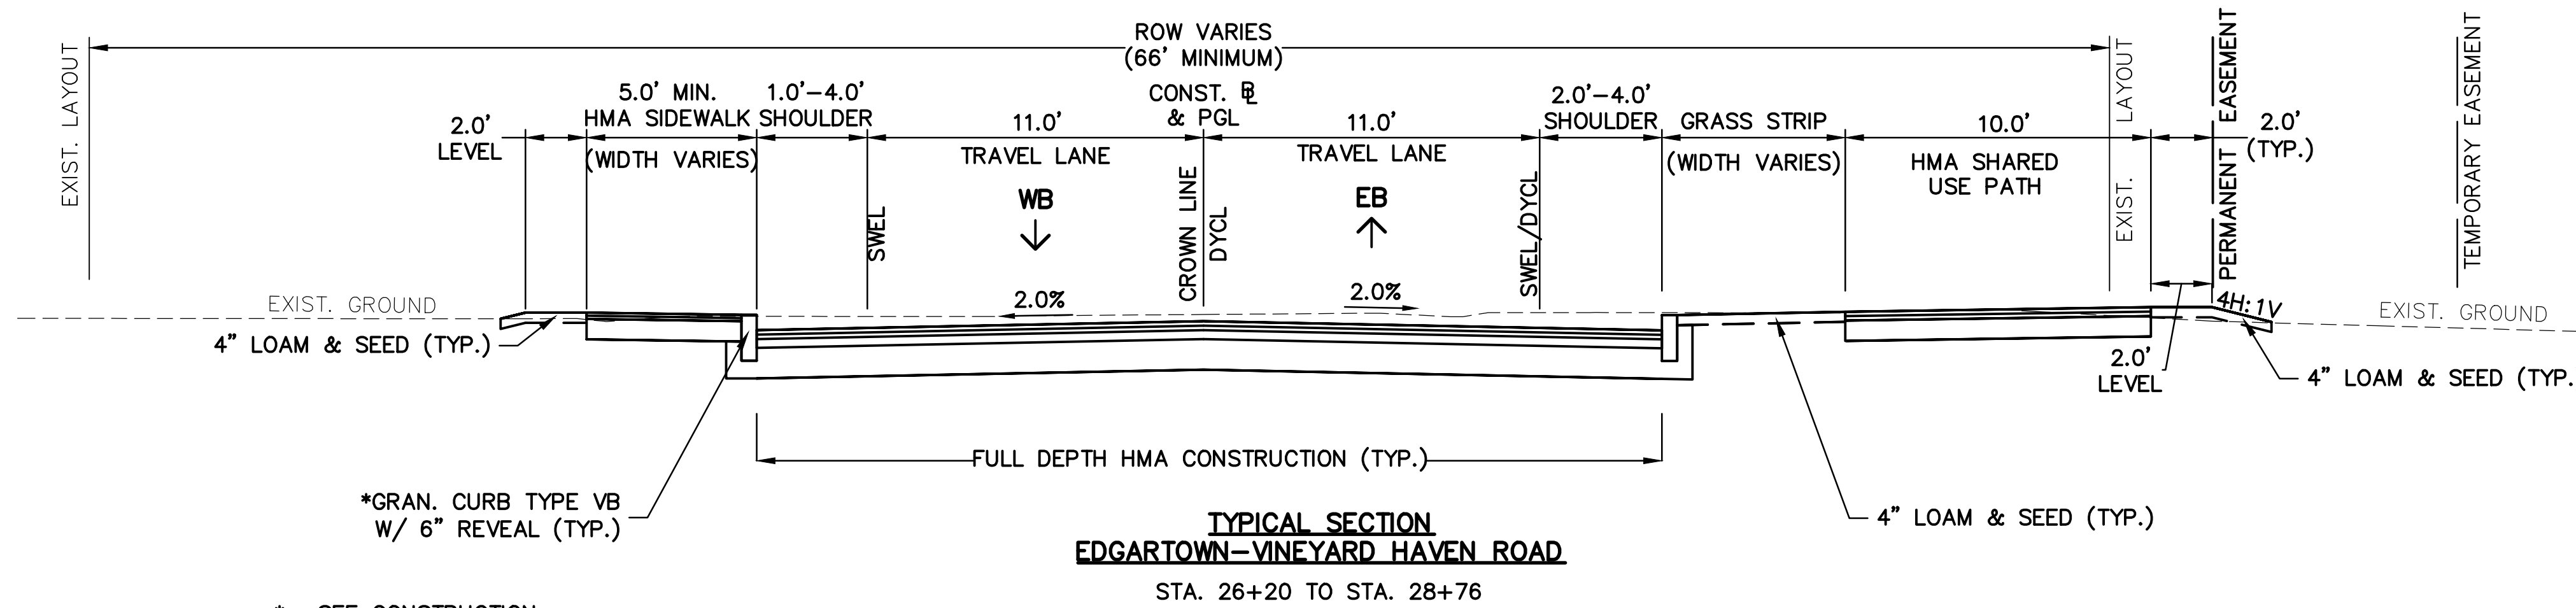 ROW VARIES
(66' MINIMUM)
EXIST. LAYOUT
2.0'
LEVEL
5.0' MIN.
HMA SIDEWALK
(WIDTH VARIES)
1.0'-4.0'
SHOULDER
11.0'
TRAVEL LANE
CONST. BL
& PGL
11.0'
TRAVEL LANE
2.0'-4.0'
SHOULDER
GRASS STRIP
(WIDTH VARIES)
10.0'
HMA SHARED
USE PATH
EXIST. LAYOUT
PERMANENT EASEMENT
2.0'
(TYP.)
TEMPORARY EASEMENT
SWEL
WB
CROWN LINE
DYCL
EB
SWEL/DYCL
EXIST. GROUND
2.0%
2.0%
4H:1V
EXIST. GROUND
4" LOAM & SEED (TYP.)
2.0'
LEVEL
4" LOAM & SEED (TYP.
FULL DEPTH HMA CONSTRUCTION (TYP.)
*GRAN. CURB TYPE VB
W/ 6" REVEAL (TYP.)
4" LOAM & SEED (TYP.)
TYPICAL SECTION
EDGARTOWN-VINEYARD HAVEN ROAD
STA. 26+20 TO STA. 28+76
* SEE CONSTRUCTION